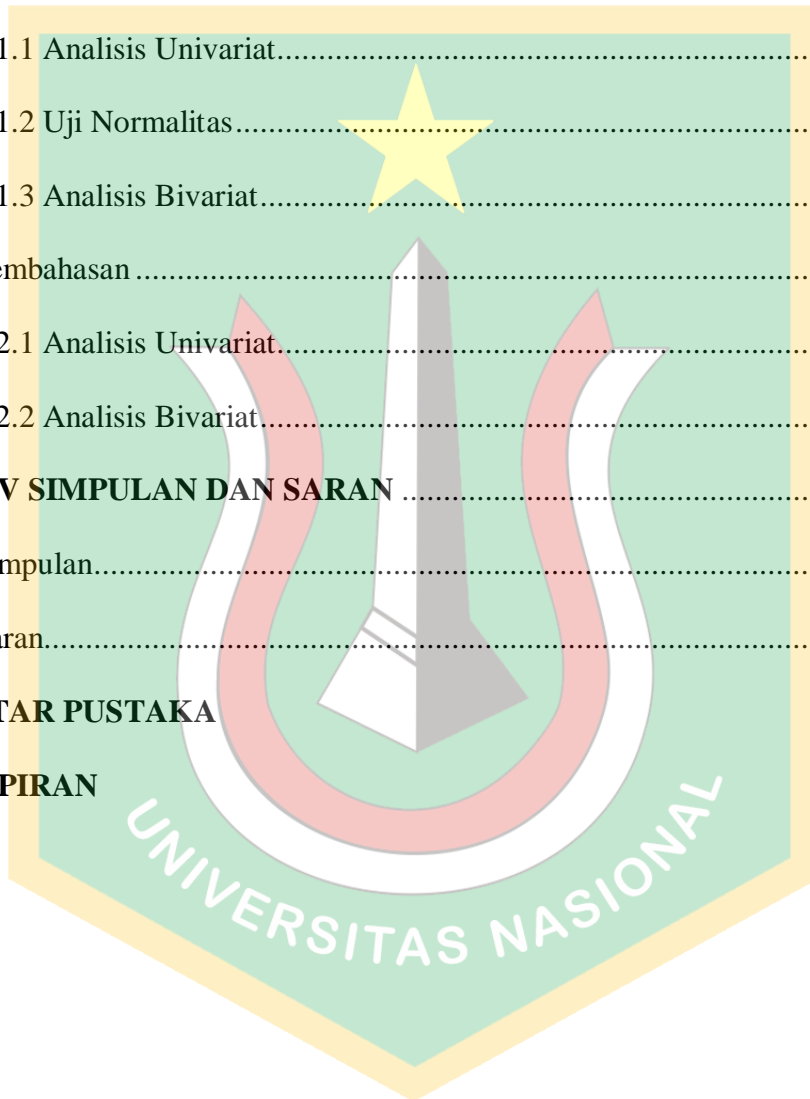 1.1 Analisis Univariat..........................................................................................
1.2 Uji Normalitas................................................................................................
1.3 Analisis Bivariat.............................................................................................
embahasan.............................................................................................................
2.1 Analisis Univariat..........................................................................................
2.2 Analisis Bivariat.............................................................................................
V SIMPULAN DAN SARAN.....................................................................
mpulan...................................................................................................................
aran.........................................................................................................................
TAR PUSTAKA
PIRAN
UNIVERSITAS NASIONAL